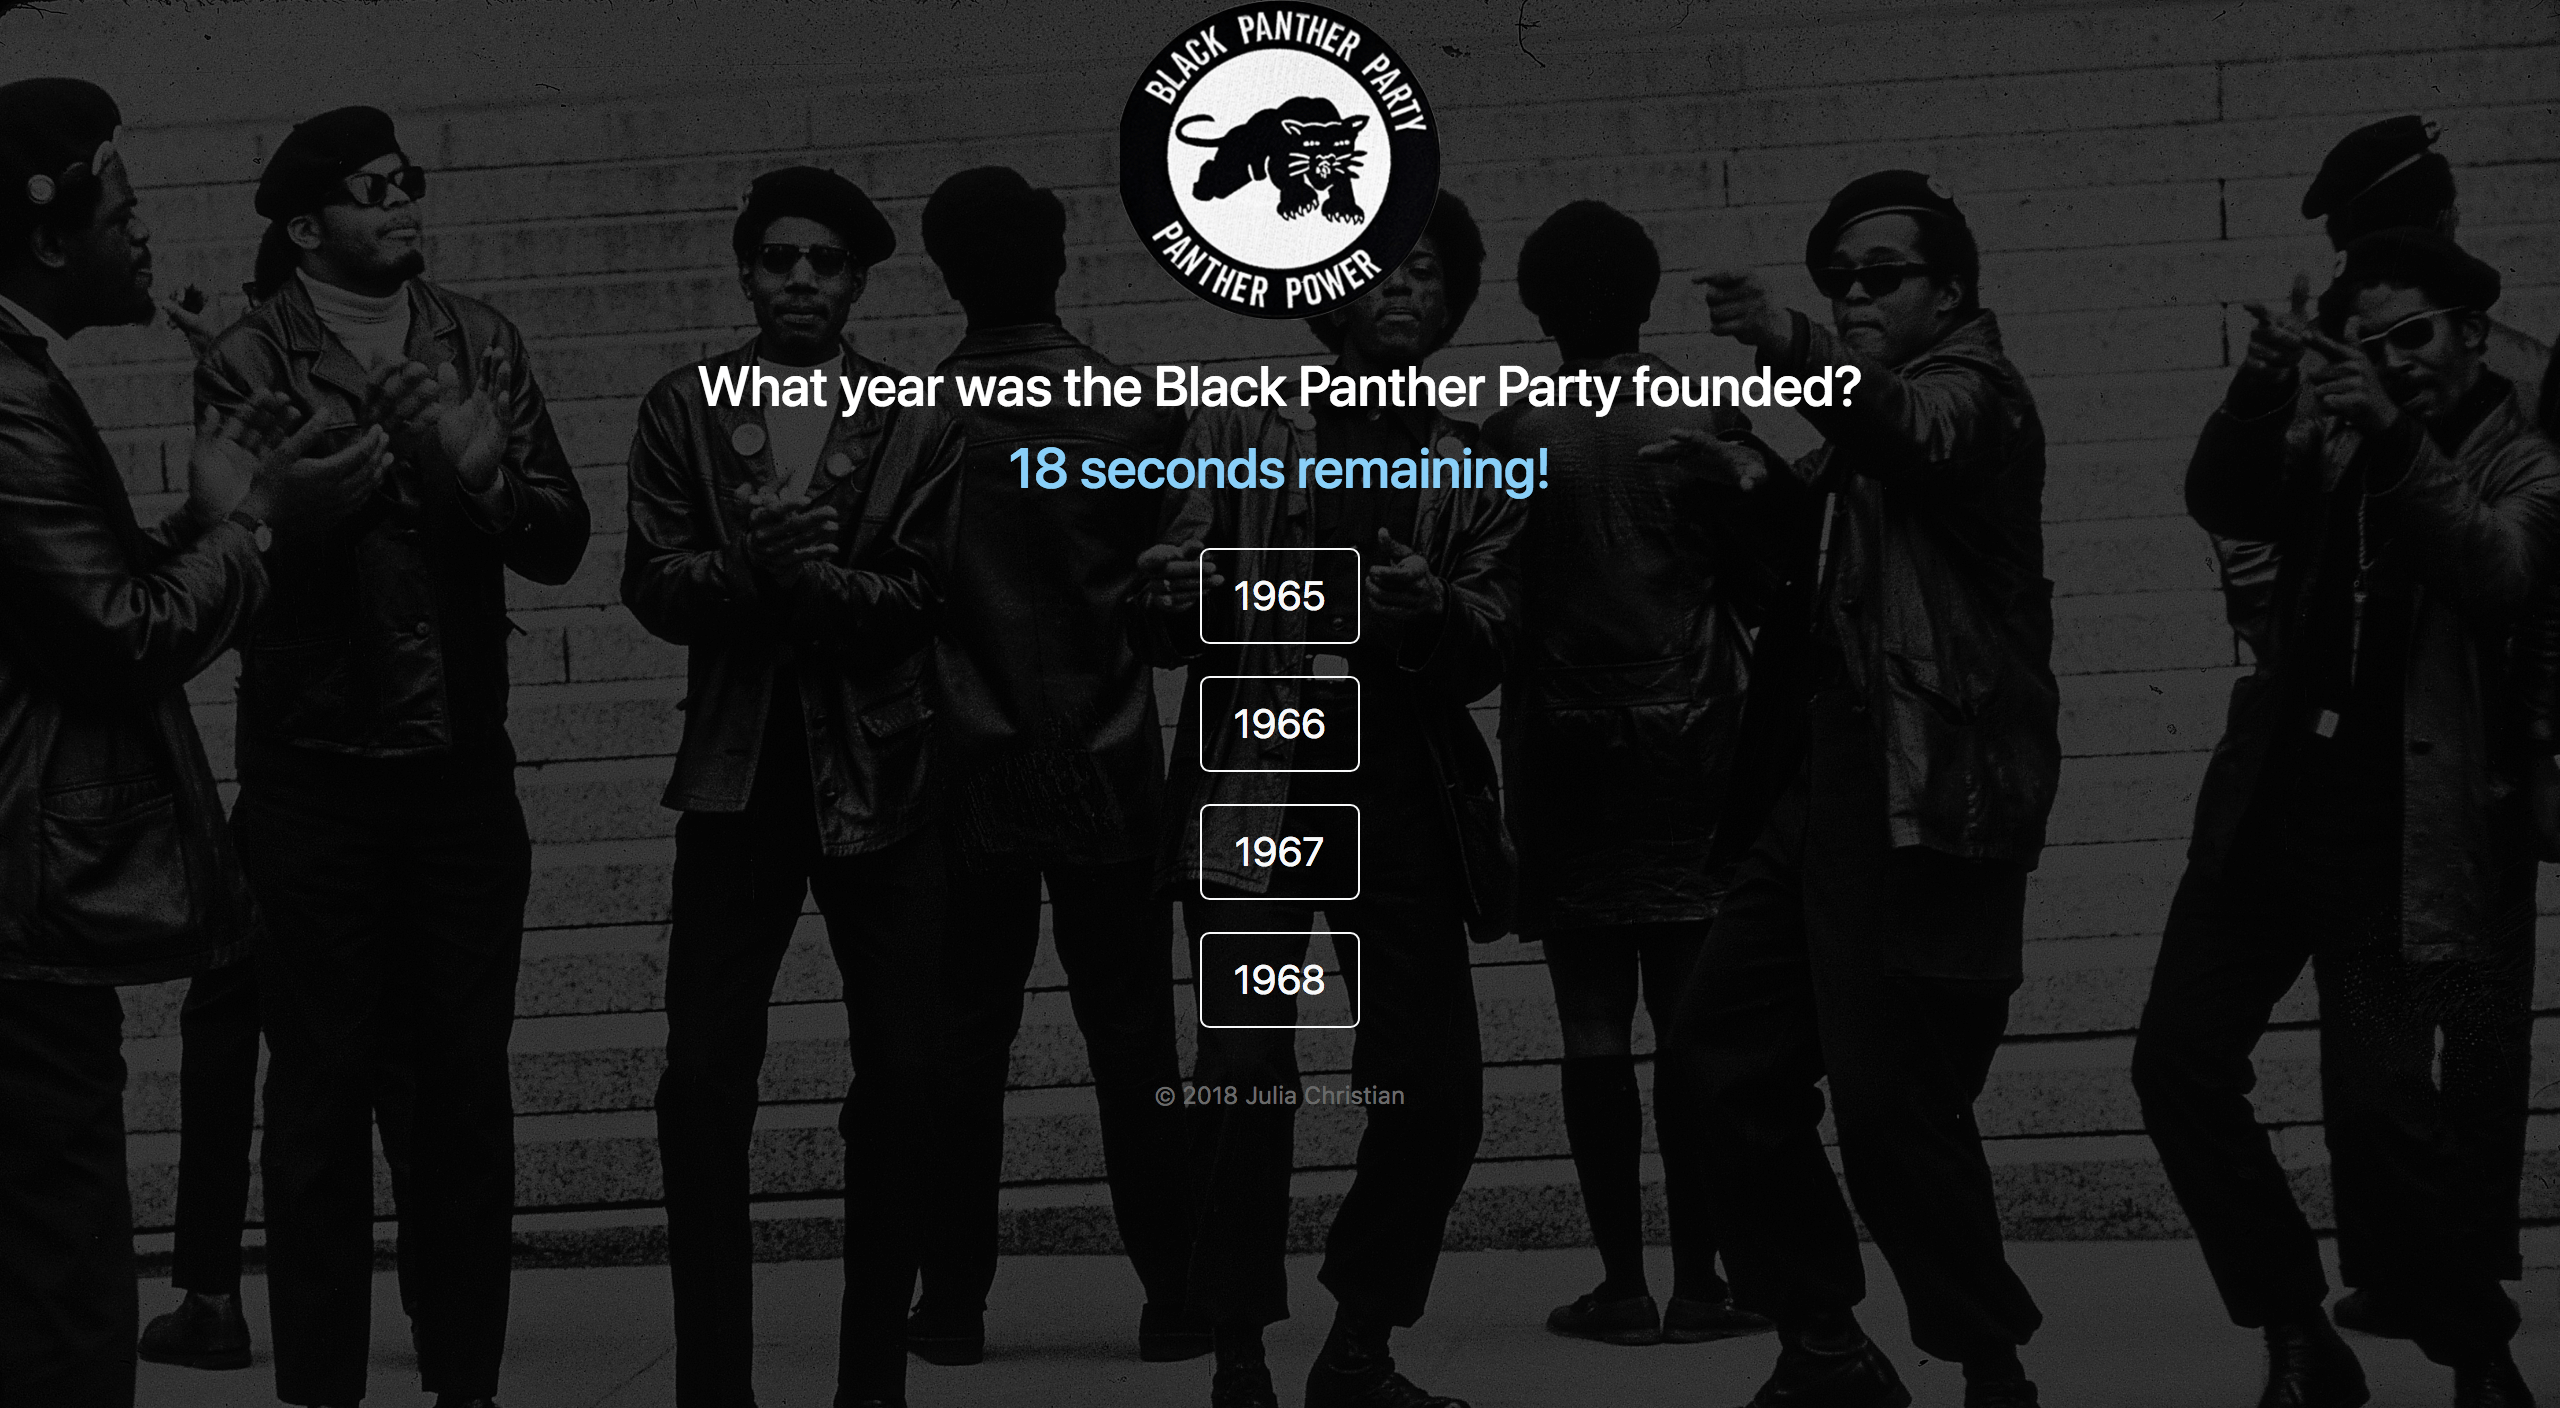 BLACK PANTHER PARTY
PANTHER POWER
What year was the Black Panther Party founded?
18 seconds remaining!
1965
1966
1967
1968
© 2018 Julia Christian